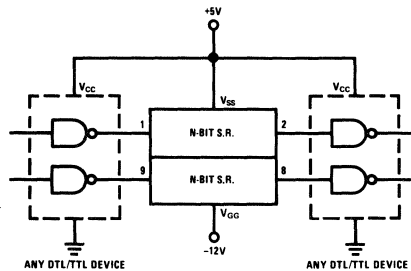 +5V
VCC
VSS
VCC
1
N-BIT S.R.
2
9
N-BIT S.R.
8
VGG
-12V
ANY DTL/TTL DEVICE
ANY DTL/TTL DEVICE